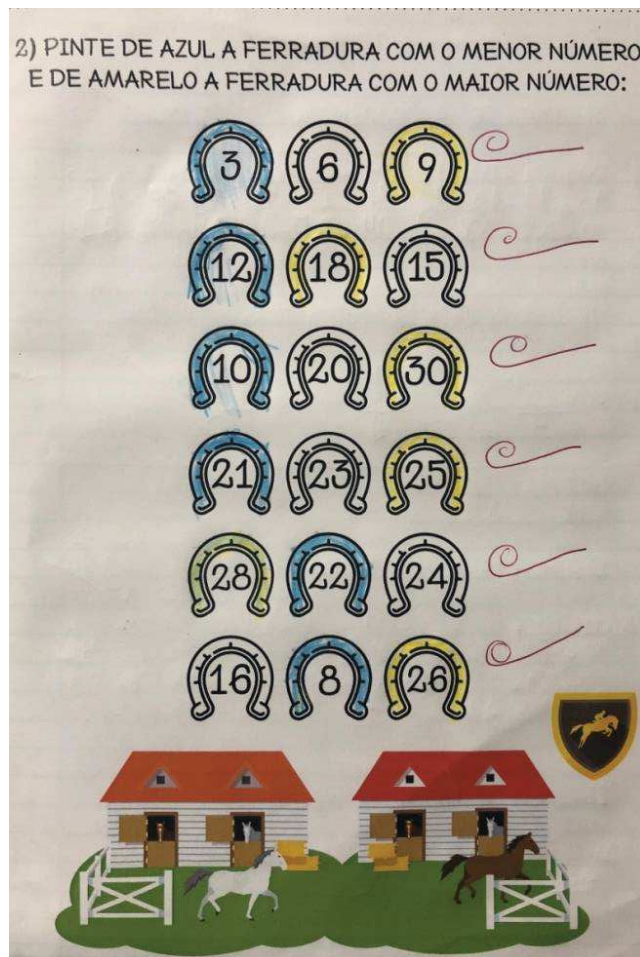 2) PINTE DE AZUL A FERRADURA COM O MENOR NÚMERO
E DE AMARELO A FERRADURA COM O MAIOR NÚMERO:
3 6 9
12 18 15
10 20 30
21 23 25
28 22 24
16 8 26